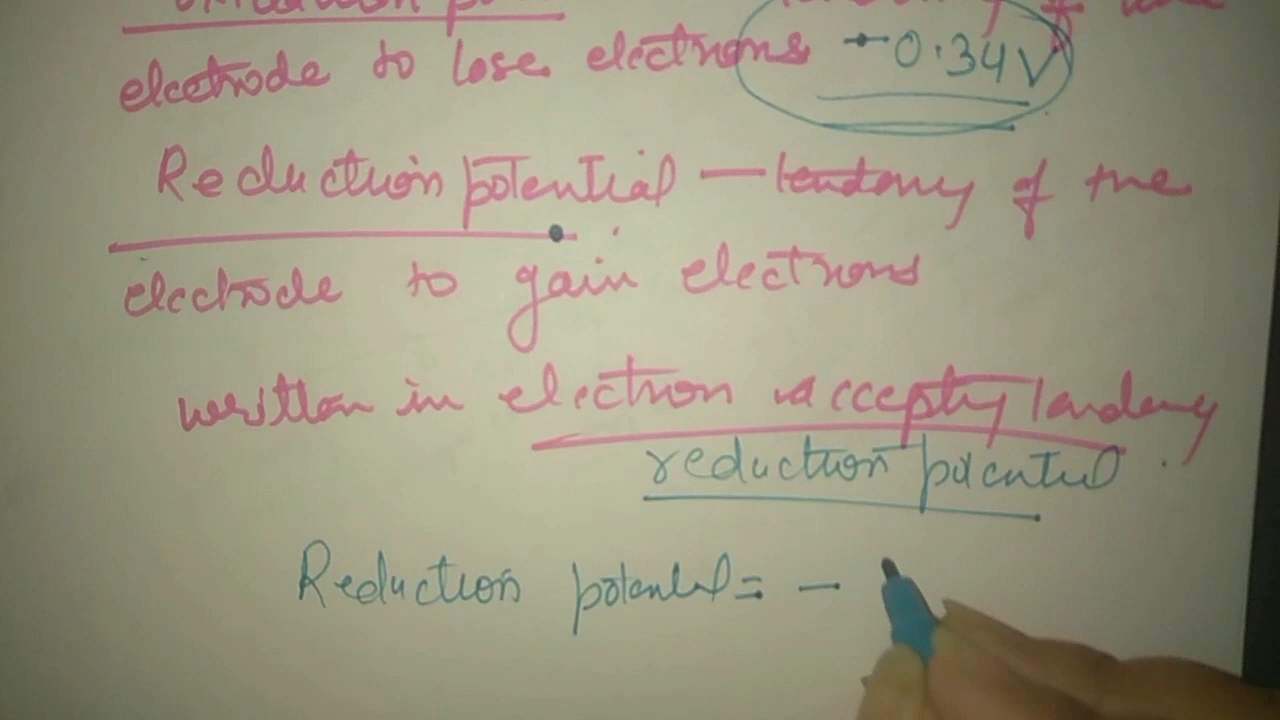 electrode to lose electrons - 0.34V
Reduction potential — tendency of the
electrode to gain electrons
written in electron accepting tendency
reduction potential
Reduction potential = -